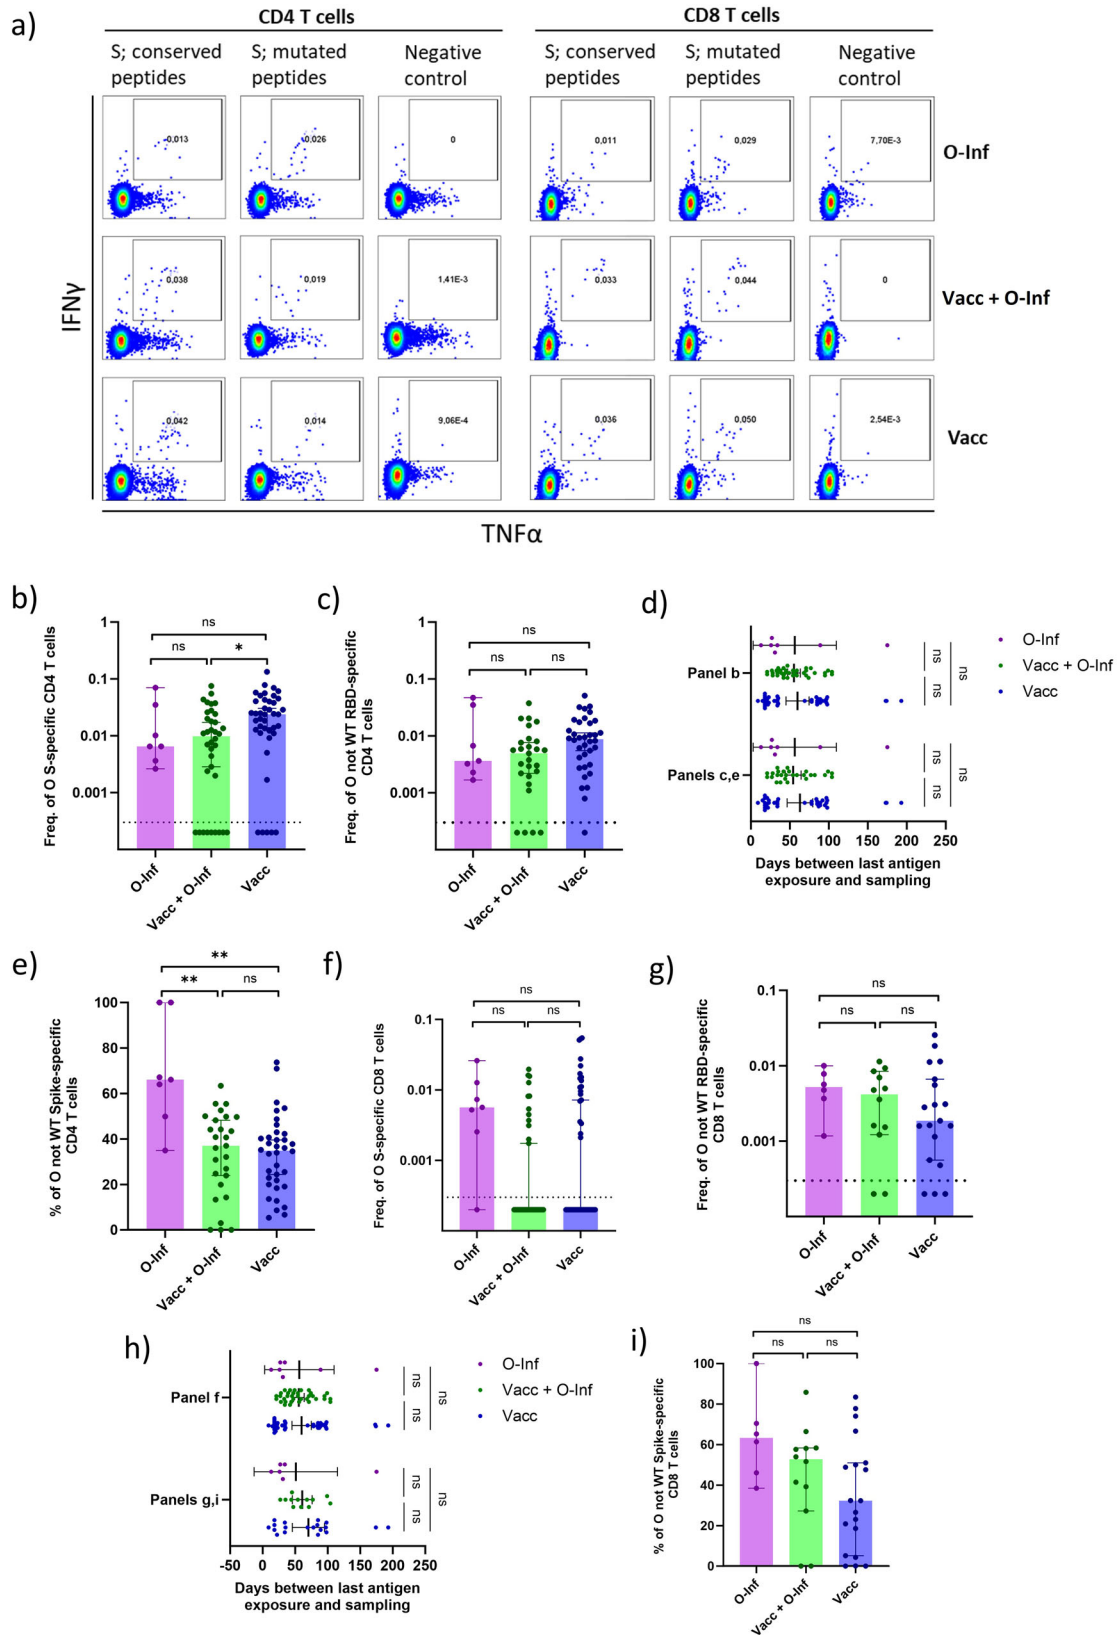 a)
CD4 T cells
CD8 T cells
S; conserved peptides
S; mutated peptides
Negative control
S; conserved peptides
S; mutated peptides
Negative control
0,013
0,026
0
0,011
0,029
7,70E-3
O-Inf
0,038
0,019
1,41E-3
0,033
0,044
0
Vacc + O-Inf
0,042
0,014
9,06E-4
0,036
0,050
2,54E-3
Vacc
IFNγ
TNFα
b)
Freq. of O S-specific CD4 T cells
1
0.1
0.01
0.001
ns
ns
*
O-Inf
Vacc + O-Inf
Vacc
c)
Freq. of O not WT RBD-specific
CD4 T cells
1
0.1
0.01
0.001
ns
ns
ns
O-Inf
Vacc + O-Inf
Vacc
d)
Panel b
Panels c,e
ns
ns
ns
ns
ns
ns
0
50
100
150
200
250
Days between last antigen
exposure and sampling
O-Inf
Vacc + O-Inf
Vacc
e)
% of O not WT Spike-specific
CD4 T cells
100
80
60
40
20
0
**
**
ns
O-Inf
Vacc + O-Inf
Vacc
f)
Freq. of O S-specific CD8 T cells
0.1
0.01
0.001
ns
ns
ns
O-Inf
Vacc + O-Inf
Vacc
g)
Freq. of O not WT RBD-specific
CD8 T cells
0.1
0.01
0.001
ns
ns
ns
O-Inf
Vacc + O-Inf
Vacc
h)
Panel f
Panels g,i
ns
ns
ns
ns
ns
ns
-50
0
50
100
150
200
250
Days between last antigen
exposure and sampling
O-Inf
Vacc + O-Inf
Vacc
i)
% of O not WT Spike-specific
CD8 T cells
100
80
60
40
20
0
ns
ns
ns
O-Inf
Vacc + O-Inf
Vacc